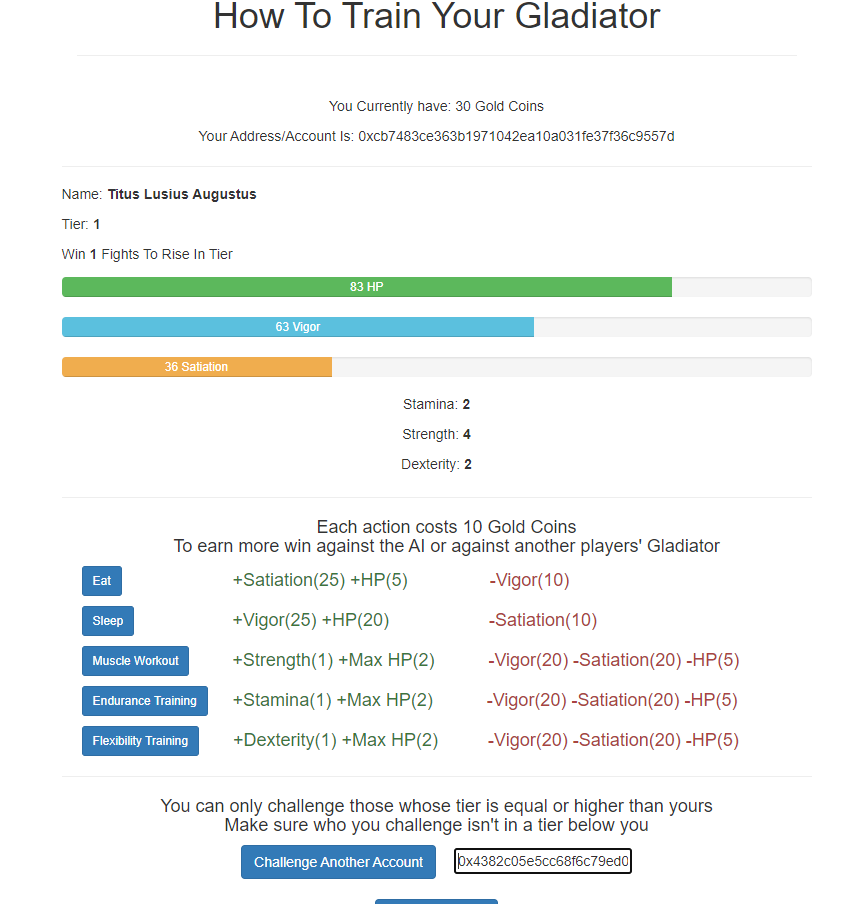 How To Train Your Gladiator
You Currently have: 30 Gold Coins
Your Address/Account Is: 0xcb7483ce363b1971042ea10a031fe37f36c9557d
Name: Titus Lusius Augustus
Tier: 1
Win 1 Fights To Rise In Tier
83 HP
63 Vigor
36 Satiation
Stamina: 2
Strength: 4
Dexterity: 2
Each action costs 10 Gold Coins
To earn more win against the AI or against another players' Gladiator
Eat +Satiation(25) +HP(5) -Vigor(10)
Sleep +Vigor(25) +HP(20) -Satiation(10)
Muscle Workout +Strength(1) +Max HP(2) -Vigor(20) -Satiation(20) -HP(5)
Endurance Training +Stamina(1) +Max HP(2) -Vigor(20) -Satiation(20) -HP(5)
Flexibility Training +Dexterity(1) +Max HP(2) -Vigor(20) -Satiation(20) -HP(5)
You can only challenge those whose tier is equal or higher than yours
Make sure who you challenge isn't in a tier below you
Challenge Another Account 0x4382c05e5cc68f6c79ed0